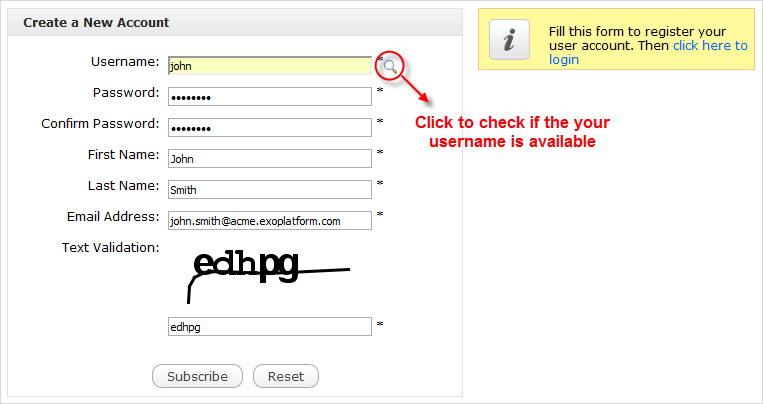 Create a New Account
Username: john *
Password: •••••••• *
Confirm Password: •••••••• *
First Name: John *
Last Name: Smith *
Email Address: john.smith@acme.exoplatform.com *
Text Validation:
edhpg
edhpg *
Subscribe Reset
Click to check if the your
username is available
i
Fill this form to register your
user account. Then click here to
login